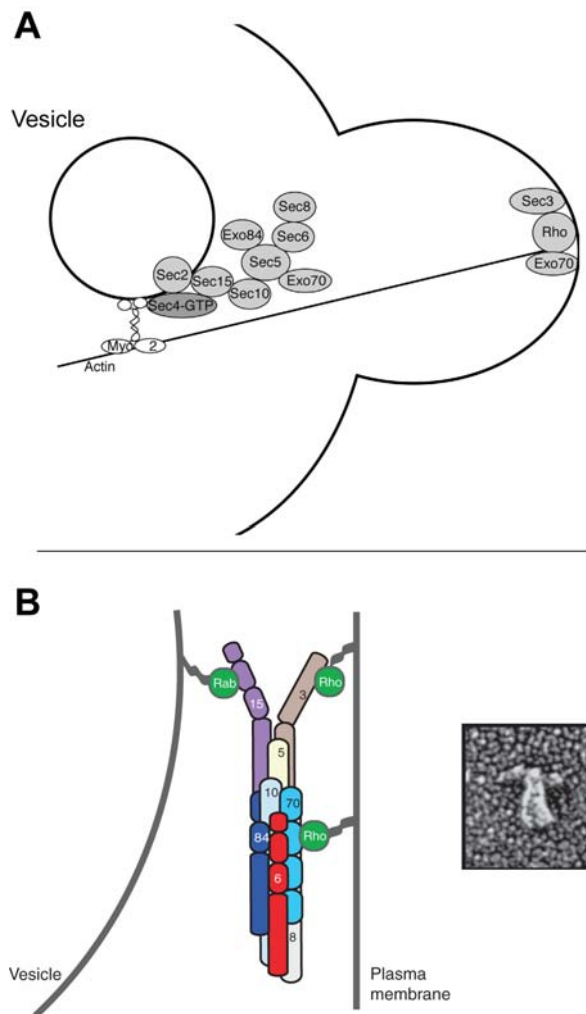 A
Vesicle
Sec8
Sec3
Exo84
Sec6
Rho
Sec5
Sec2
Sec15
Exo70
Exo70
Sec10
Sec4-GTP
Myo 2
Actin
B
Rab
Rho
3
15
5
10
70
84
Rho
6
8
Vesicle
Plasma
membrane